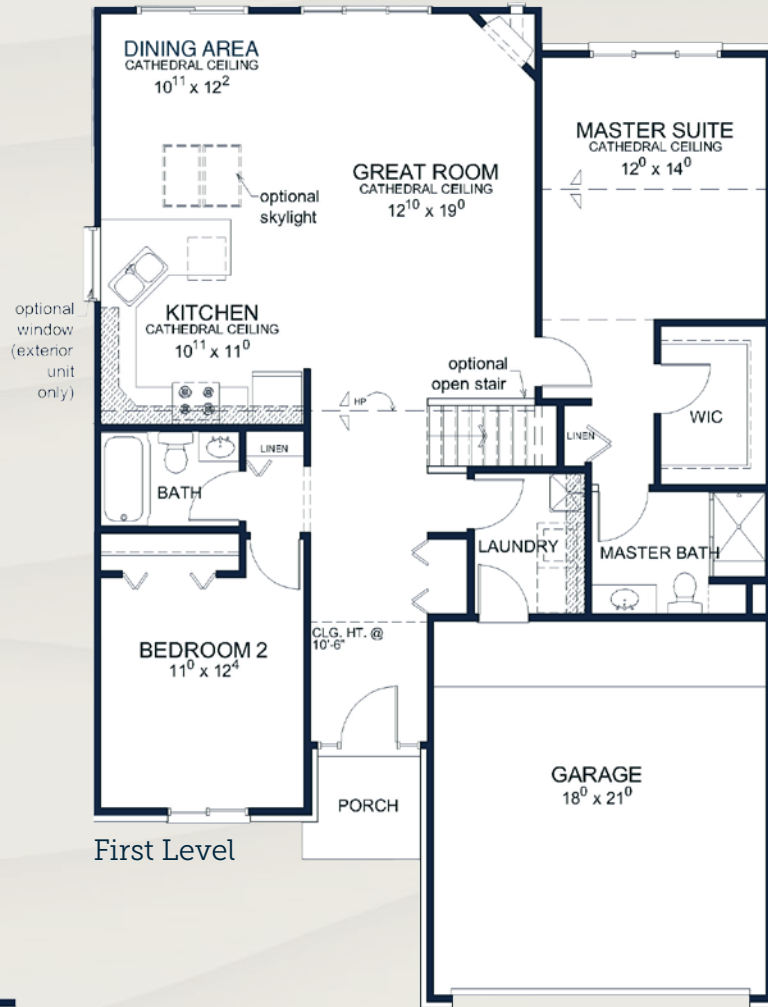 DINING AREA
CATHEDRAL CEILING
10¹¹ x 12²
MASTER SUITE
CATHEDRAL CEILING
12⁰ x 14⁰
GREAT ROOM
CATHEDRAL CEILING
12¹⁰ x 19⁰
optional
skylight
optional
window
(exterior
unit
only)
KITCHEN
CATHEDRAL CEILING
10¹¹ x 11⁰
optional
open stair
HP
WIC
LINEN
LINEN
BATH
LAUNDRY
MASTER BATH
CLG. HT. @
10'-6"
BEDROOM 2
11⁰ x 12⁴
GARAGE
18⁰ x 21⁰
PORCH
First Level